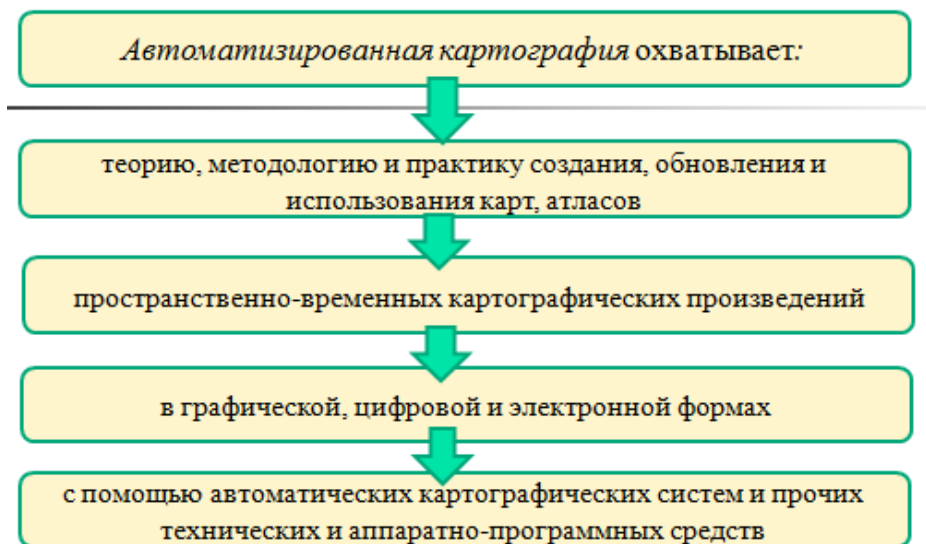 Автоматизированная картография охватывает:
теорию, методологию и практику создания, обновления и
использования карт, атласов
пространственно-временных картографических произведений
в графической, цифровой и электронной формах
с помощью автоматических картографических систем и прочих
технических и аппаратно-программных средств